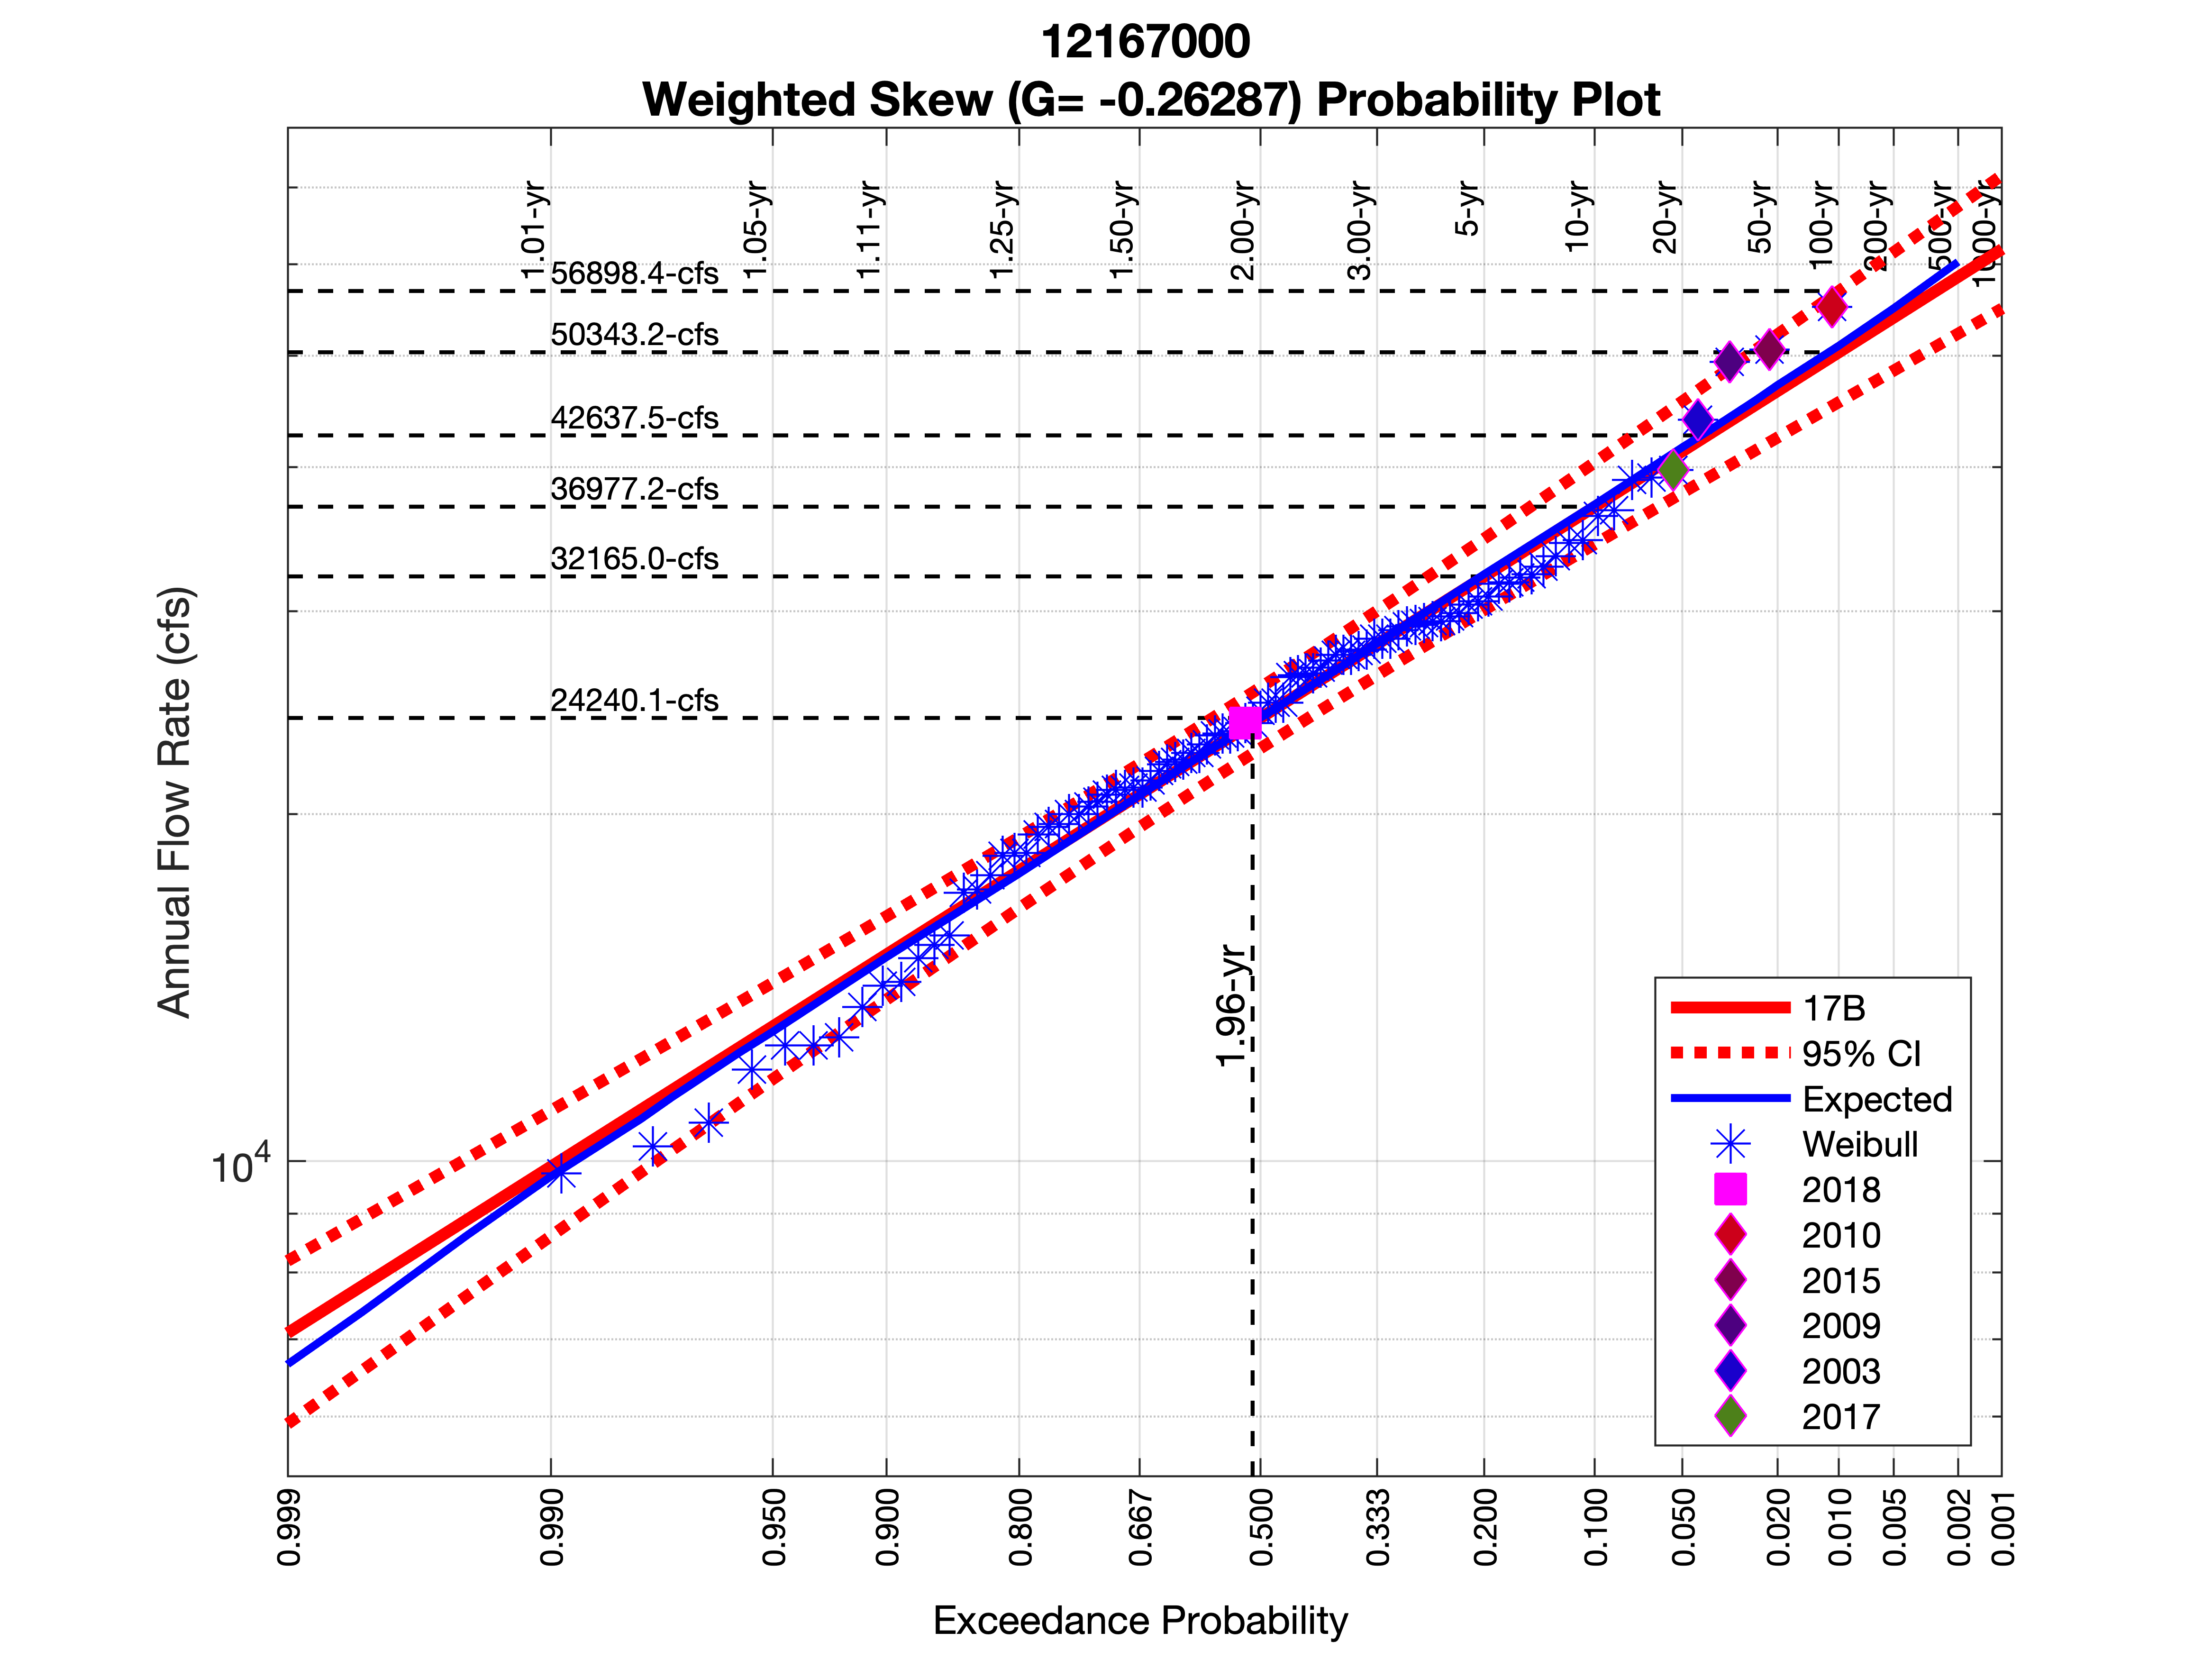 12167000
Weighted Skew (G= -0.26287) Probability Plot
1.01-yr
1.05-yr
1.11-yr
1.25-yr
1.50-yr
2.00-yr
3.00-yr
5-yr
10-yr
20-yr
50-yr
100-yr
200-yr
500-yr
1000-yr
56898.4-cfs
50343.2-cfs
42637.5-cfs
36977.2-cfs
32165.0-cfs
24240.1-cfs
1.96-yr
Annual Flow Rate (cfs)
10⁴
17B
95% CI
Expected
Weibull
2018
2010
2015
2009
2003
2017
0.999
0.990
0.950
0.900
0.800
0.667
0.500
0.333
0.200
0.100
0.050
0.020
0.010
0.005
0.002
0.001
Exceedance Probability